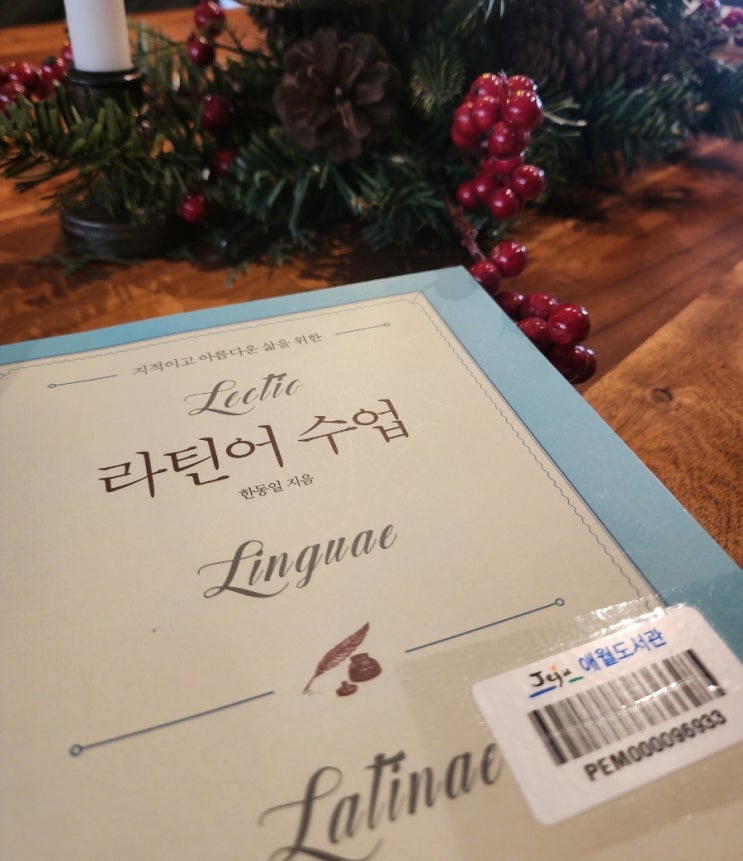 지적이고 아름다운 삶을 위한
Lectio
라틴어 수업
한동일 지음
Linguae
Latinae
Jeju 애월도서관
PEM000096933